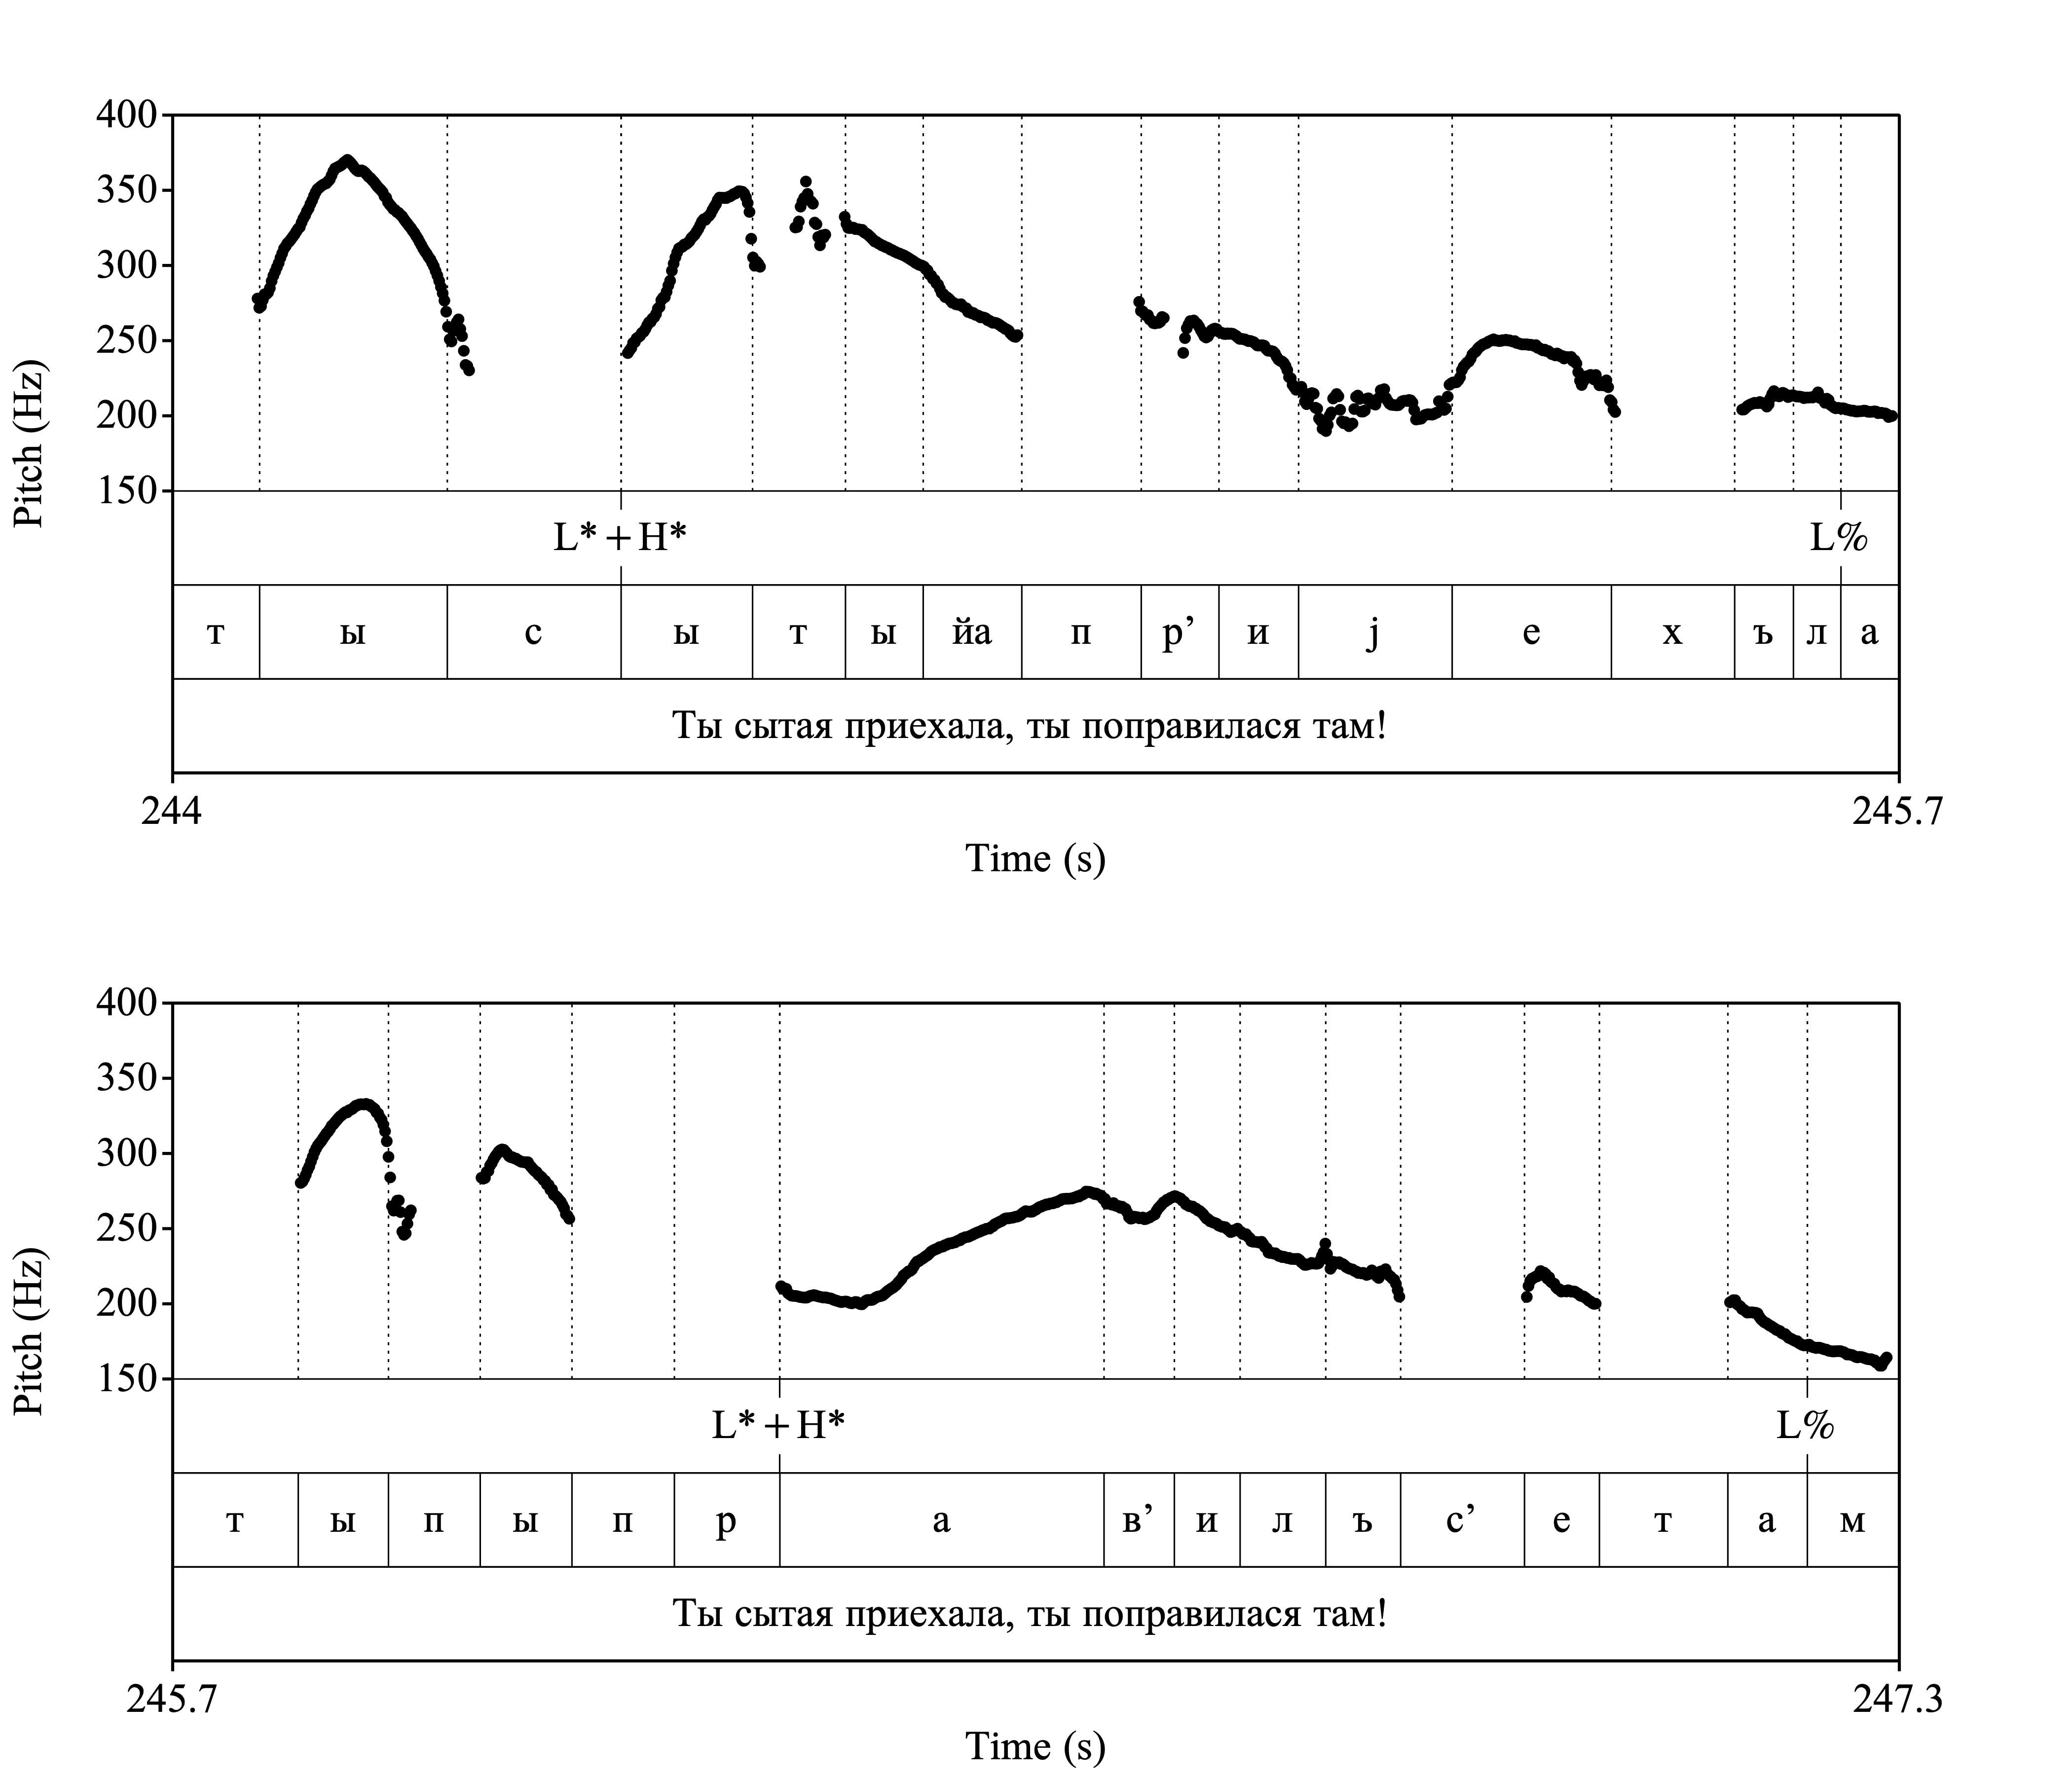 400
350
300
250
200
150
Pitch (Hz)
L*+H* L%
т ы с ы т ы йа п р’ и j е х ъ л а
Ты сытая приехала, ты поправилася там!
244 245.7
Time (s)
400
350
300
250
200
150
Pitch (Hz)
L*+H* L%
т ы п ы п р а в’ и л ъ с’ е т а м
Ты сытая приехала, ты поправилася там!
245.7 247.3
Time (s)